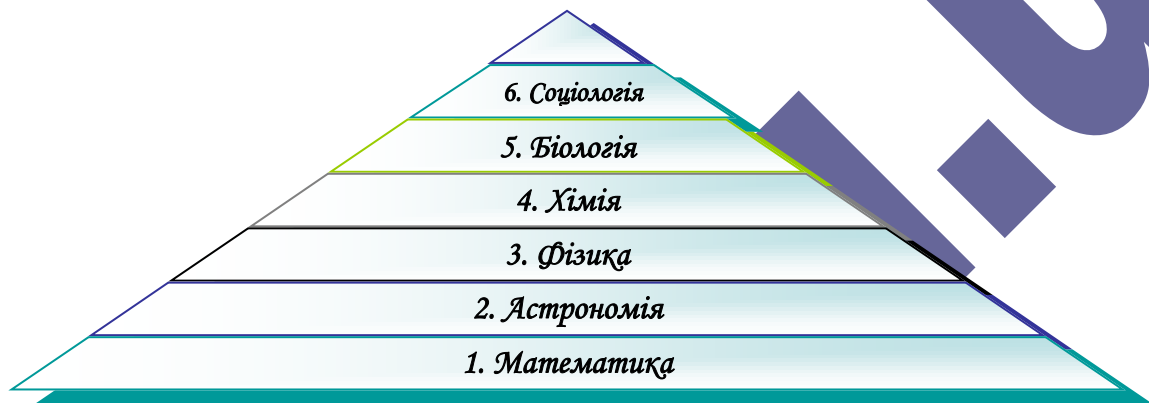 6. Соціологія
5. Біологія
4. Хімія
3. Фізика
2. Астрономія
1. Математика